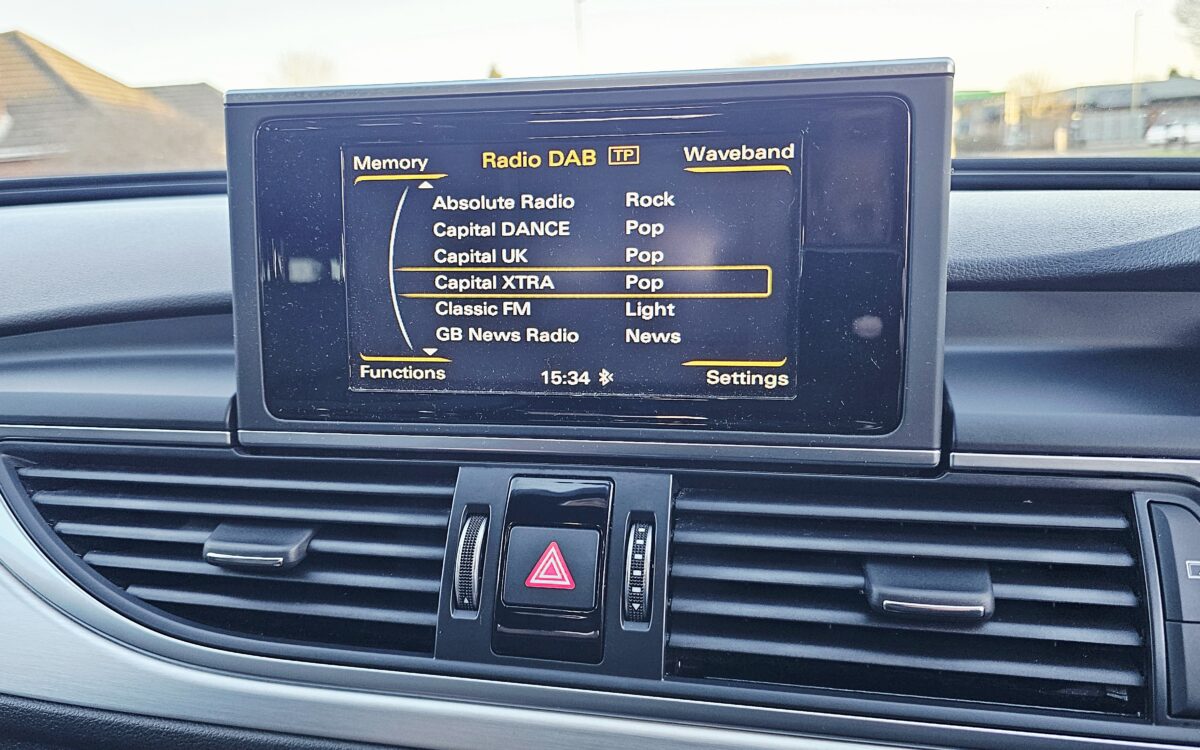 Memory Radio DAB TP Waveband
Absolute Radio Rock
Capital DANCE Pop
Capital UK Pop
Capital XTRA Pop
Classic FM Light
GB News Radio News
Functions 15:34 Settings